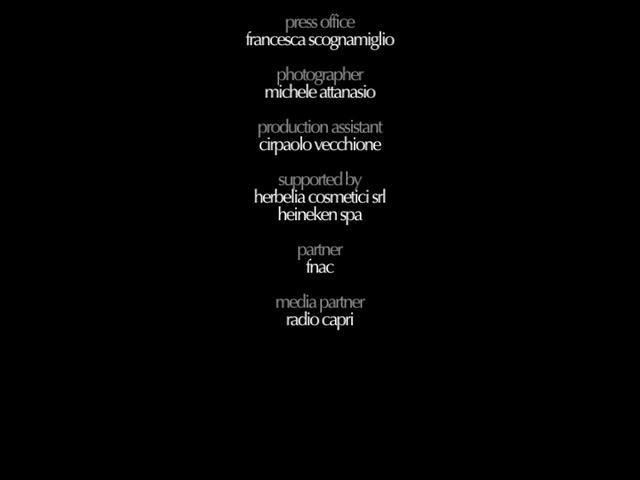 press office
francesca scognamiglio
photographer
michele attanasio
production assistant
cirpaolo vecchione
supported by
herbelia cosmetici srl
heineken spa
partner
fnac
media partner
radio capri